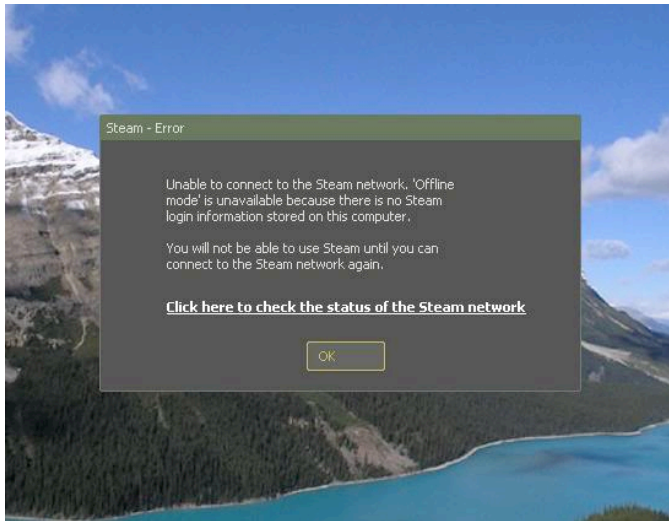 Steam - Error
Unable to connect to the Steam network. 'Offline
mode' is unavailable because there is no Steam
login information stored on this computer.
You will not be able to use Steam until you can
connect to the Steam network again.
Click here to check the status of the Steam network
OK